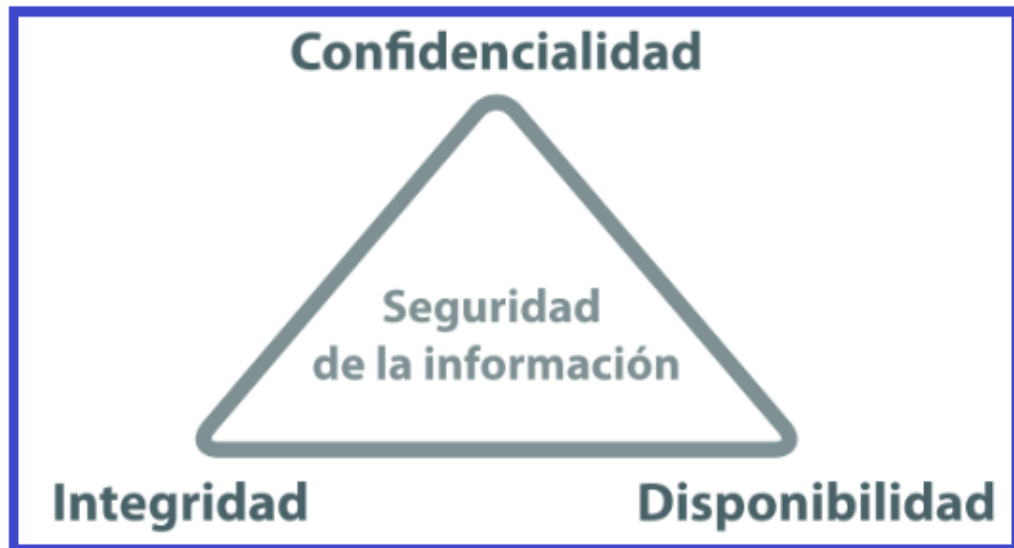 Confidencialidad
Seguridad
de la información
Integridad
Disponibilidad